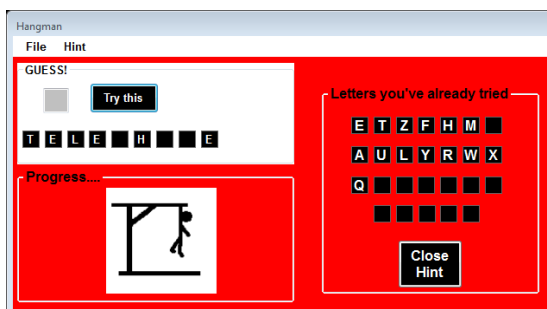 Hangman
File Hint
GUESS!
Try this
T E L E H E
Progress....
Letters you've already tried
E T Z F H M
A U L Y R W X
Q
Close
Hint